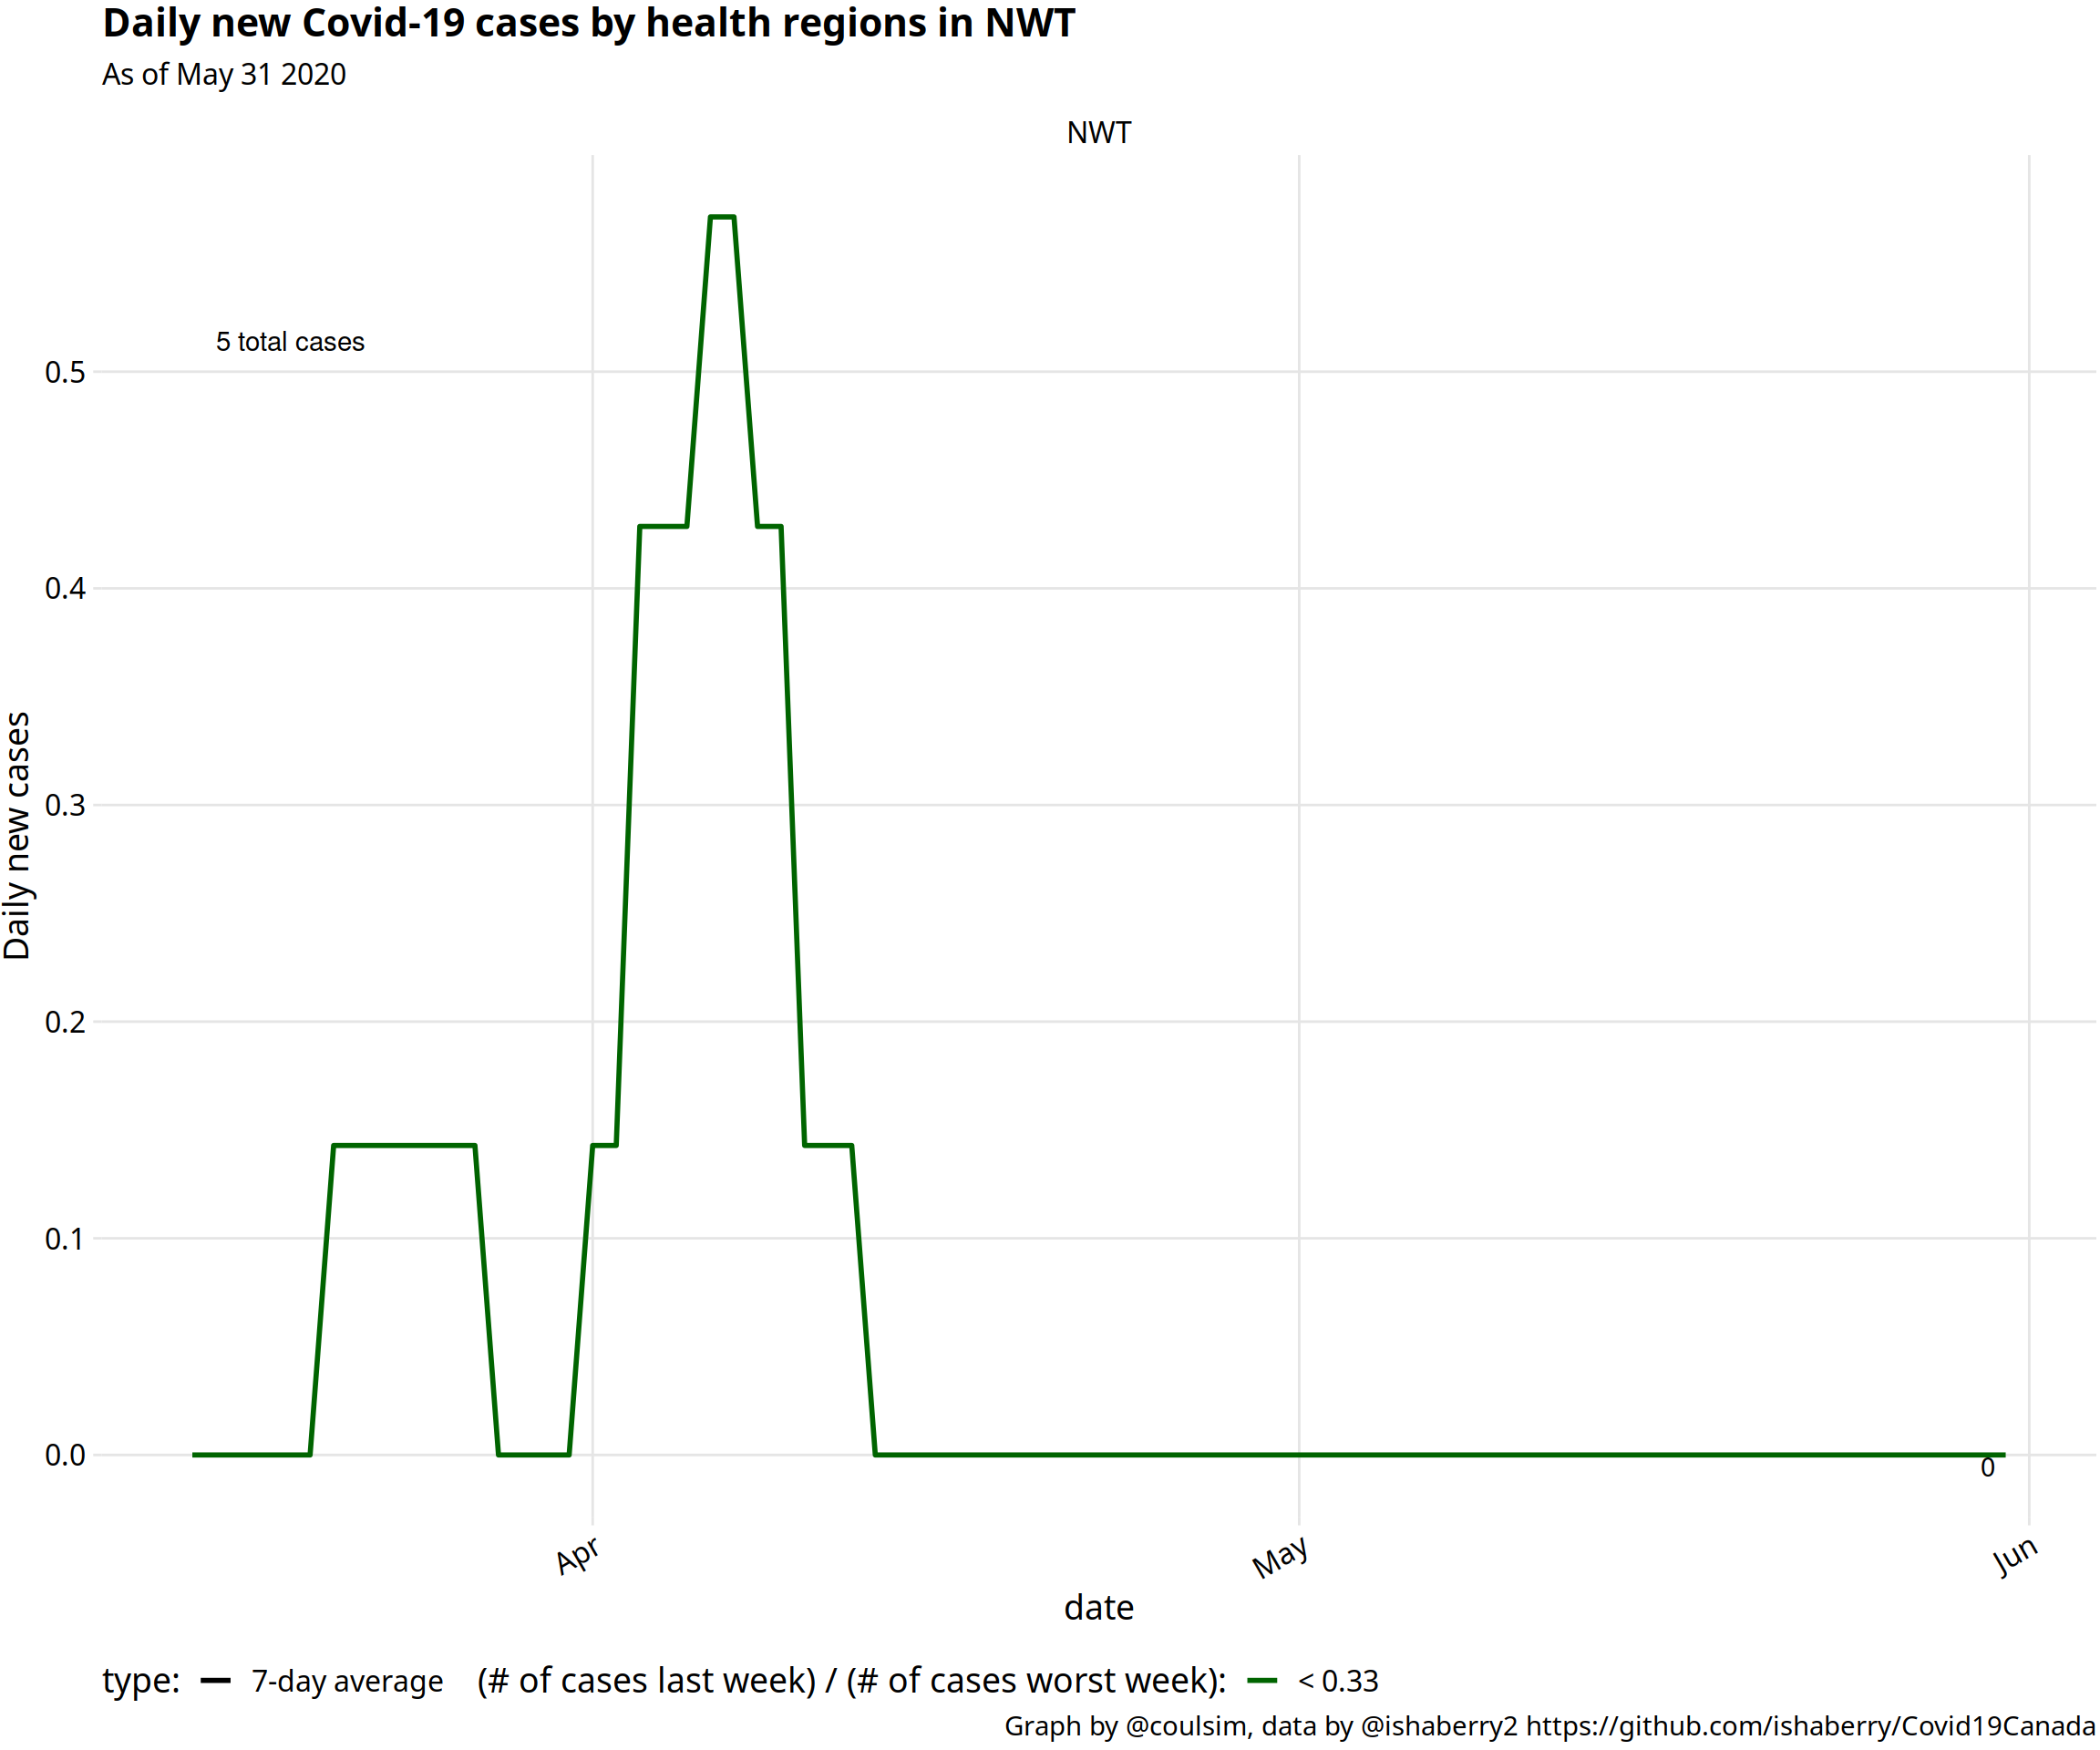 Daily new Covid-19 cases by health regions in NWT
As of May 31 2020
NWT
5 total cases
0.5
0.4
0.3
0.2
0.1
0.0
Daily new cases
0
Apr
May
Jun
date
type: 7-day average (# of cases last week) / (# of cases worst week): < 0.33
Graph by @coulsim, data by @ishaberry2 https://github.com/ishaberry/Covid19Canada